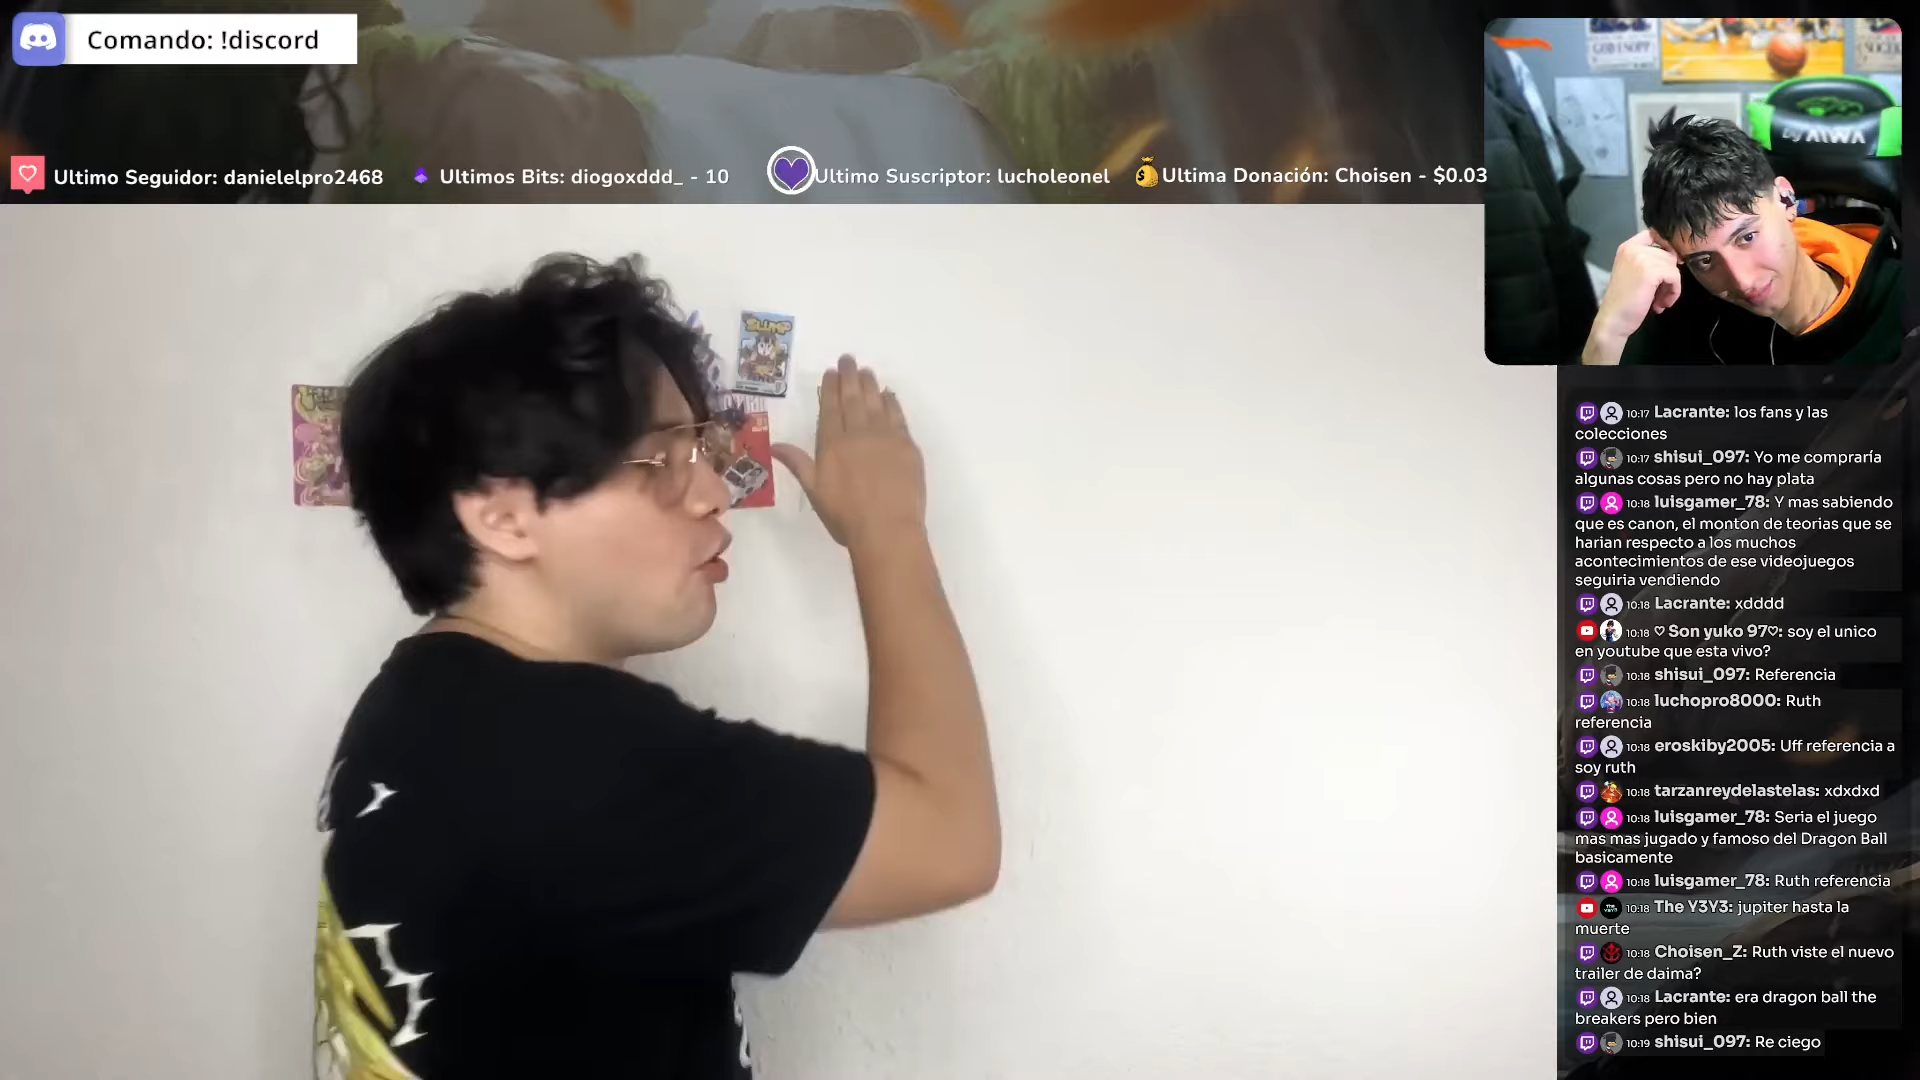 Comando: !discord
Ultimo Seguidor: danielelpro2468
Ultimos Bits: diogoxddd_ - 10
Ultimo Suscriptor: lucholeonel
Ultima Donación: Choisen - $0.03
SLUMP
AIWA
10:17 Lacrante: los fans y las
colecciones
10:17 shisui_097: Yo me compraría
algunas cosas pero no hay plata
10:18 luisgamer_78: Y mas sabiendo
que es canon, el monton de teorias que se
harian respecto a los muchos
acontecimientos de ese videojuegos
seguiria vendiendo
10:18 Lacrante: xdddd
10:18 ♡ Son yuko 97♡: soy el unico
en youtube que esta vivo?
10:18 shisui_097: Referencia
10:18 luchopro8000: Ruth
referencia
10:18 eroskiby2005: Uff referencia a
soy ruth
10:18 tarzanreydelastelas: xdxdxd
10:18 luisgamer_78: Seria el juego
mas mas jugado y famoso del Dragon Ball
basicamente
10:18 luisgamer_78: Ruth referencia
10:18 The Y3Y3: jupiter hasta la
muerte
10:18 Choisen_Z: Ruth viste el nuevo
trailer de daima?
10:18 Lacrante: era dragon ball the
breakers pero bien
10:19 shisui_097: Re ciego